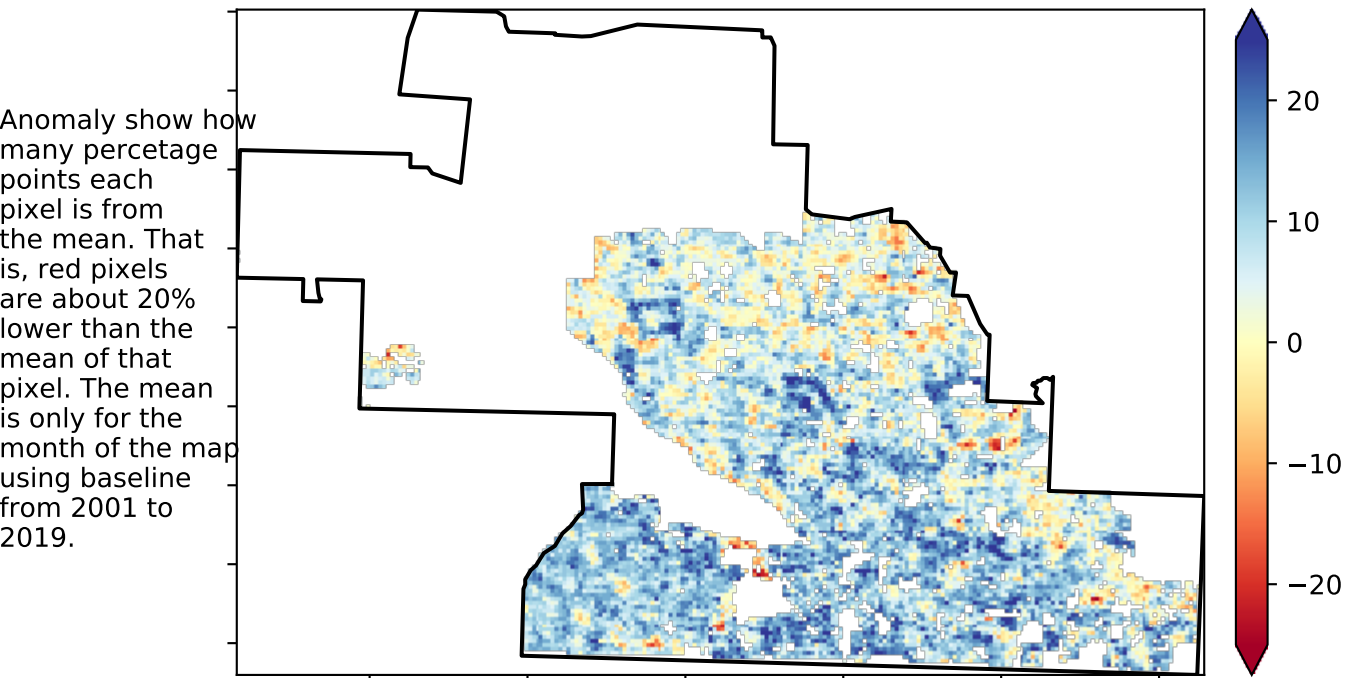 Anomaly show how
many percetage
points each
pixel is from
the mean. That
is, red pixels
are about 20%
lower than the
mean of that
pixel. The mean
is only for the
month of the map
using baseline
from 2001 to
2019.
20
10
0
−10
−20